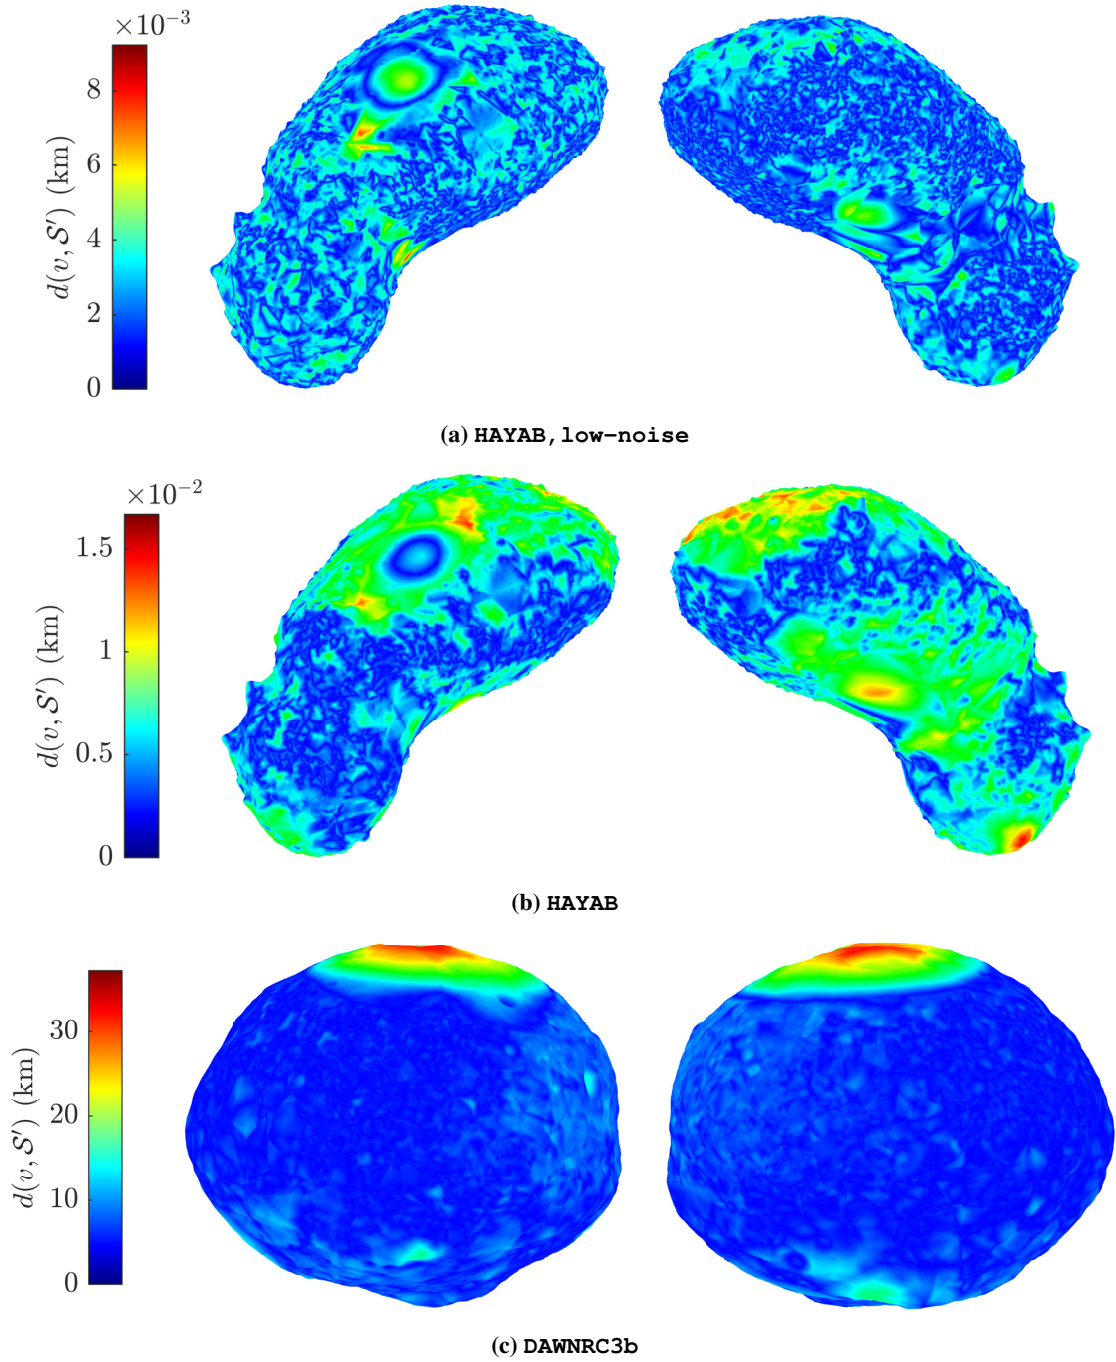 ×10⁻³
8
6
4
2
0
d(v, S′) (km)
(a) HAYAB, low-noise
×10⁻²
1.5
1
0.5
0
d(v, S′) (km)
(b) HAYAB
30
20
10
0
d(v, S′) (km)
(c) DAWNRC3b